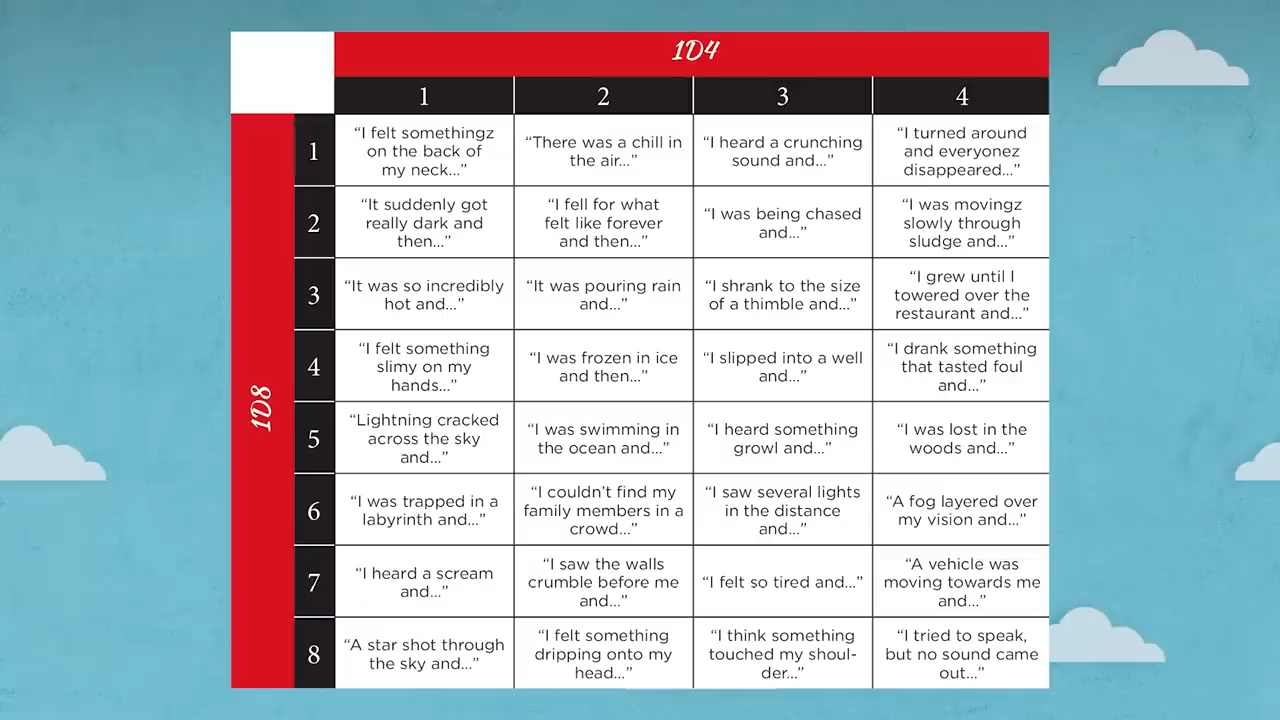 1D4
1
2
3
4
1D8
1
“I felt somethingz
on the back of
my neck...”
“There was a chill in
the air...”
“I heard a crunching
sound and...”
“I turned around
and everyonez
disappeared...”
2
“It suddenly got
really dark and
then...”
“I fell for what
felt like forever
and then...”
“I was being chased
and...”
“I was movingz
slowly through
sludge and...”
3
“It was so incredibly
hot and...”
“It was pouring rain
and...”
“I shrank to the size
of a thimble and...”
“I grew until I
towered over the
restaurant and...”
4
“I felt something
slimy on my
hands...”
“I was frozen in ice
and then...”
“I slipped into a well
and...”
“I drank something
that tasted foul
and...”
5
“Lightning cracked
across the sky
and...”
“I was swimming in
the ocean and...”
“I heard something
growl and...”
“I was lost in the
woods and...”
6
“I was trapped in a
labyrinth and...”
“I couldn’t find my
family members in a
crowd...”
“I saw several lights
in the distance
and...”
“A fog layered over
my vision and...”
7
“I heard a scream
and...”
“I saw the walls
crumble before me
and...”
“I felt so tired and...”
“A vehicle was
moving towards me
and...”
8
“A star shot through
the sky and...”
“I felt something
dripping onto my
head...”
“I think something
touched my shoul-
der...”
“I tried to speak,
but no sound came
out...”